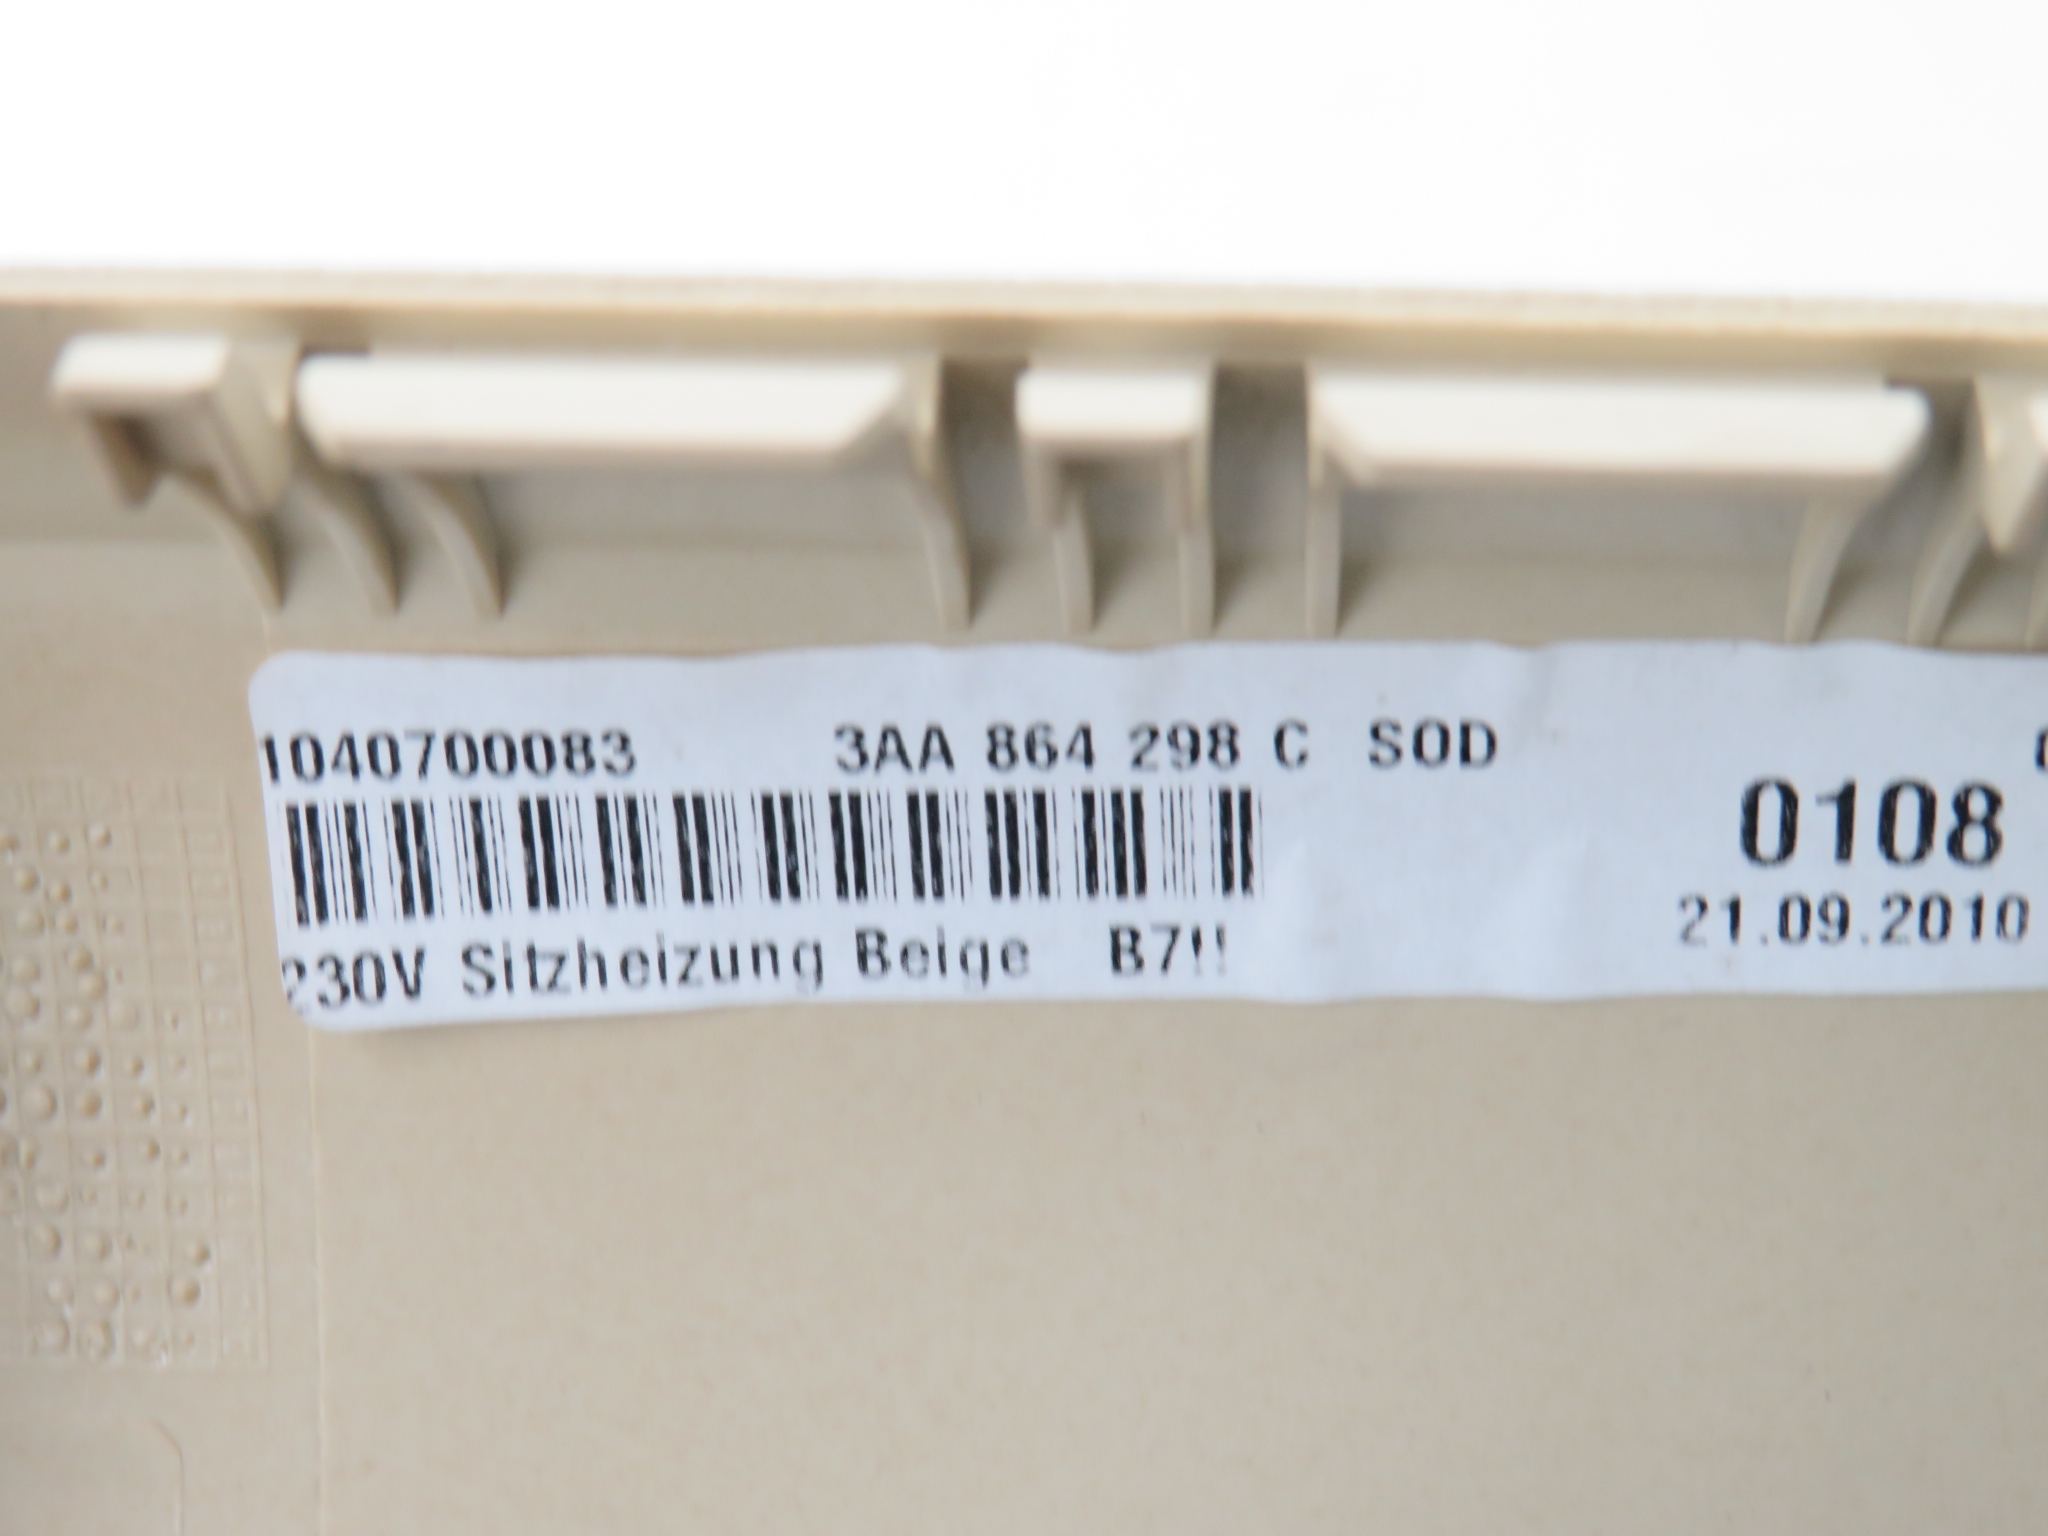 1040700083 3AA 864 298 C SOD
0108
21.09.2010
230V Sitzheizung Beige B7!!